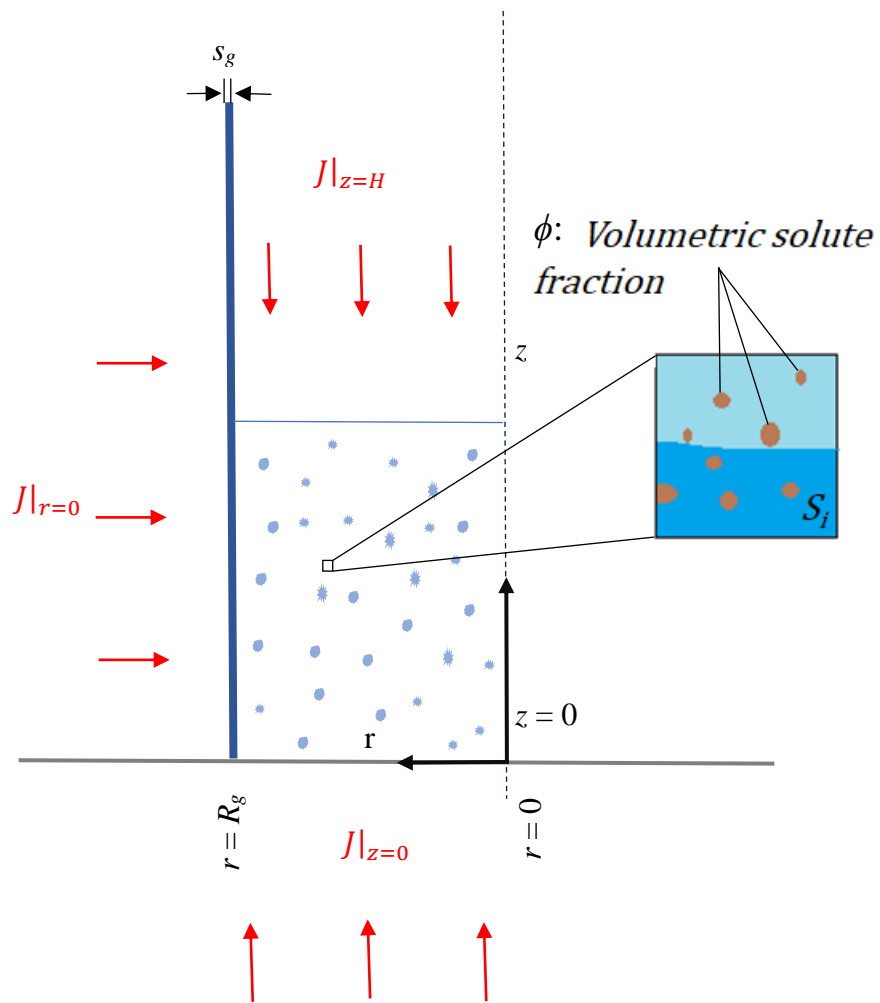 s_g
J|_{z=H}
ϕ: Volumetric solute
fraction
z
J|_{r=0}
S_i
z = 0
r
r = R_g
r = 0
J|_{z=0}